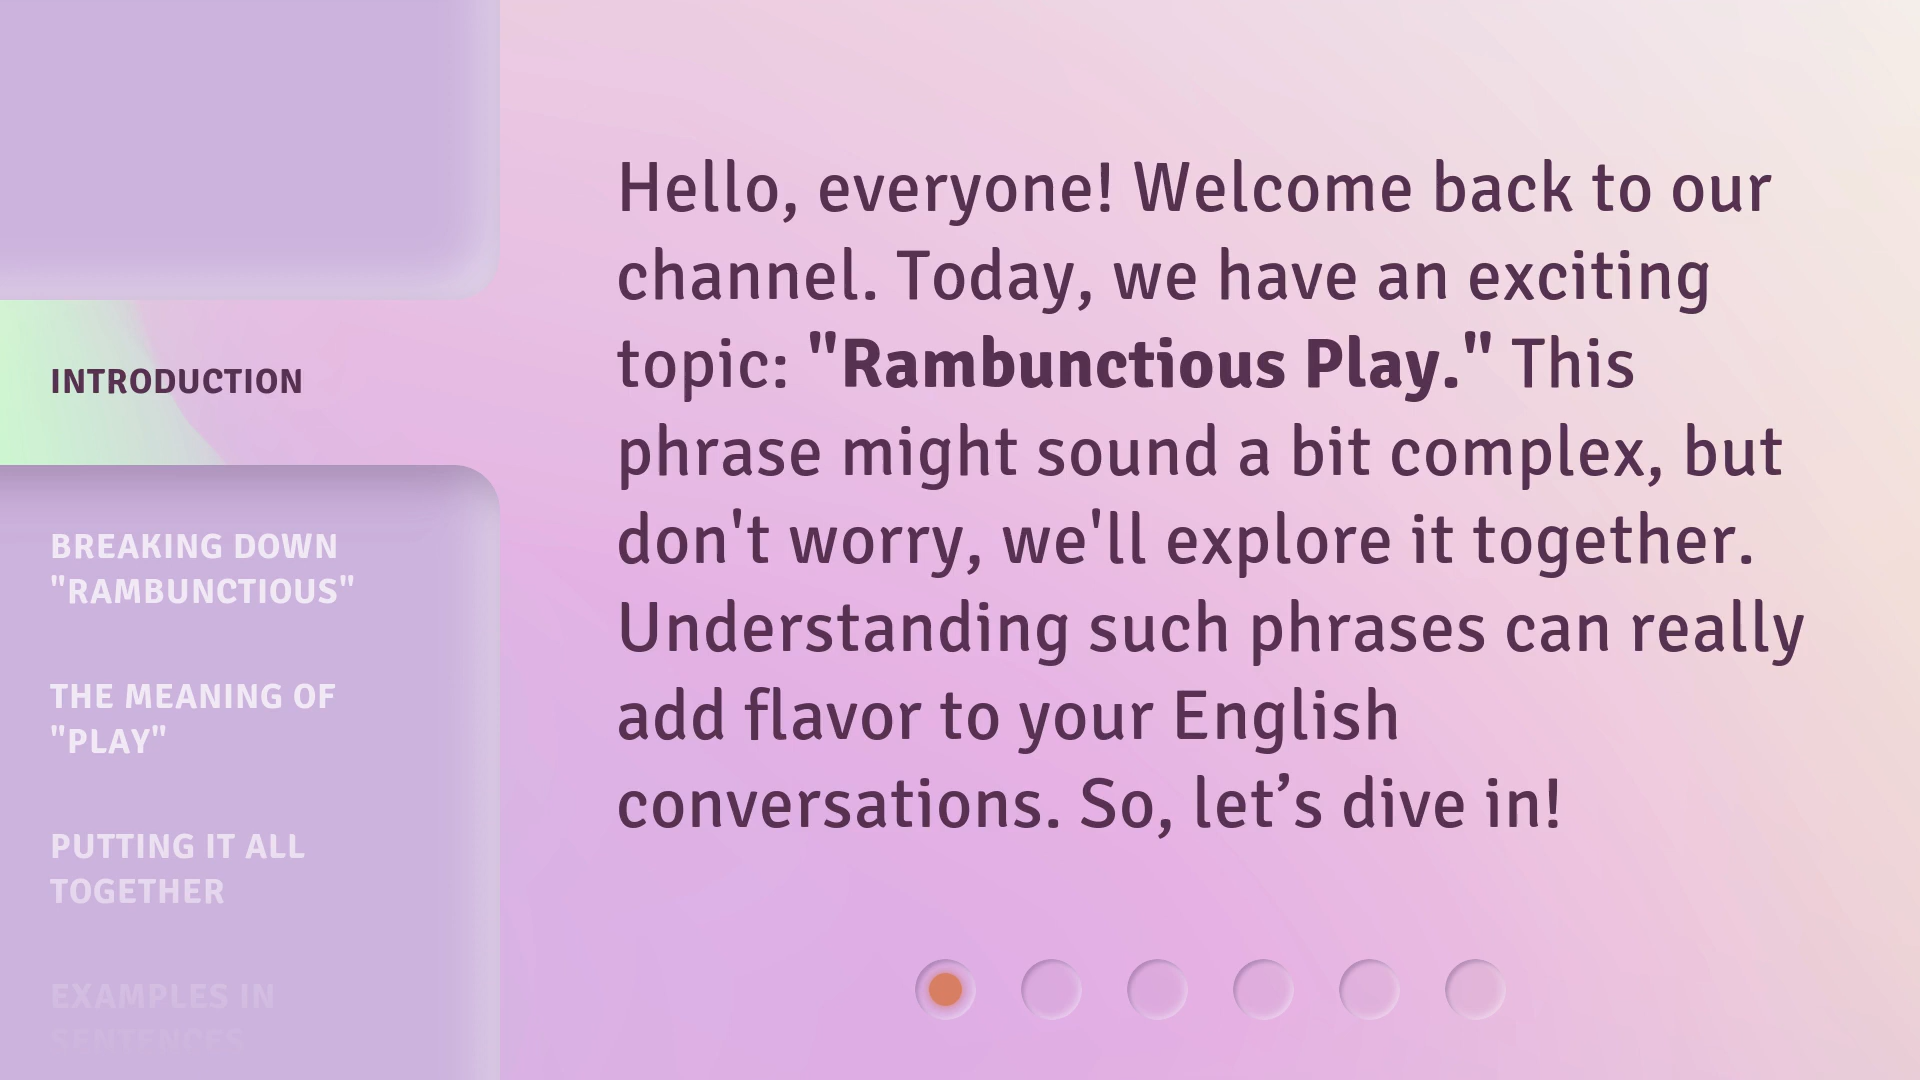 INTRODUCTION
BREAKING DOWN
"RAMBUNCTIOUS"
THE MEANING OF
"PLAY"
PUTTING IT ALL
TOGETHER
EXAMPLES IN
SENTENCES
Hello, everyone! Welcome back to our
channel. Today, we have an exciting
topic: "Rambunctious Play." This
phrase might sound a bit complex, but
don't worry, we'll explore it together.
Understanding such phrases can really
add flavor to your English
conversations. So, let’s dive in!